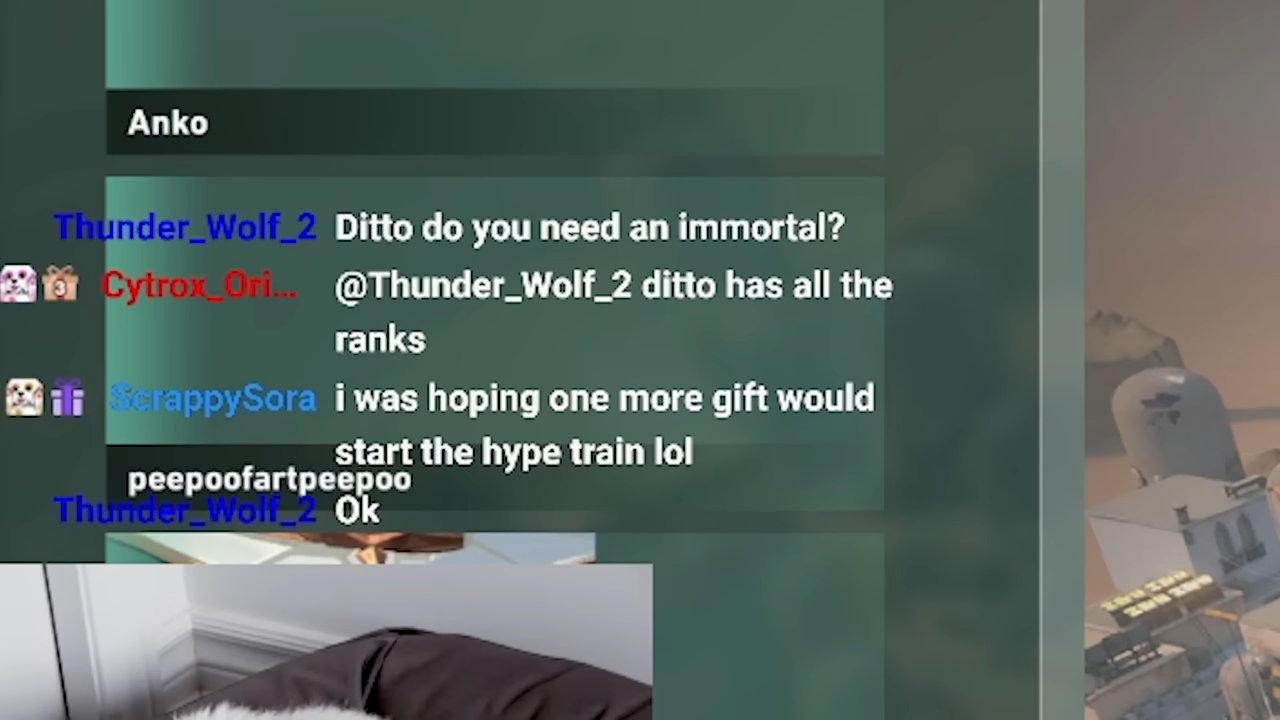 Anko
Thunder_Wolf_2 Ditto do you need an immortal?
3 Cytrox_Ori... @Thunder_Wolf_2 ditto has all the
ranks
ScrappySora i was hoping one more gift would
start the hype train lol
peepoofartpeepoo
Thunder_Wolf_2 Ok